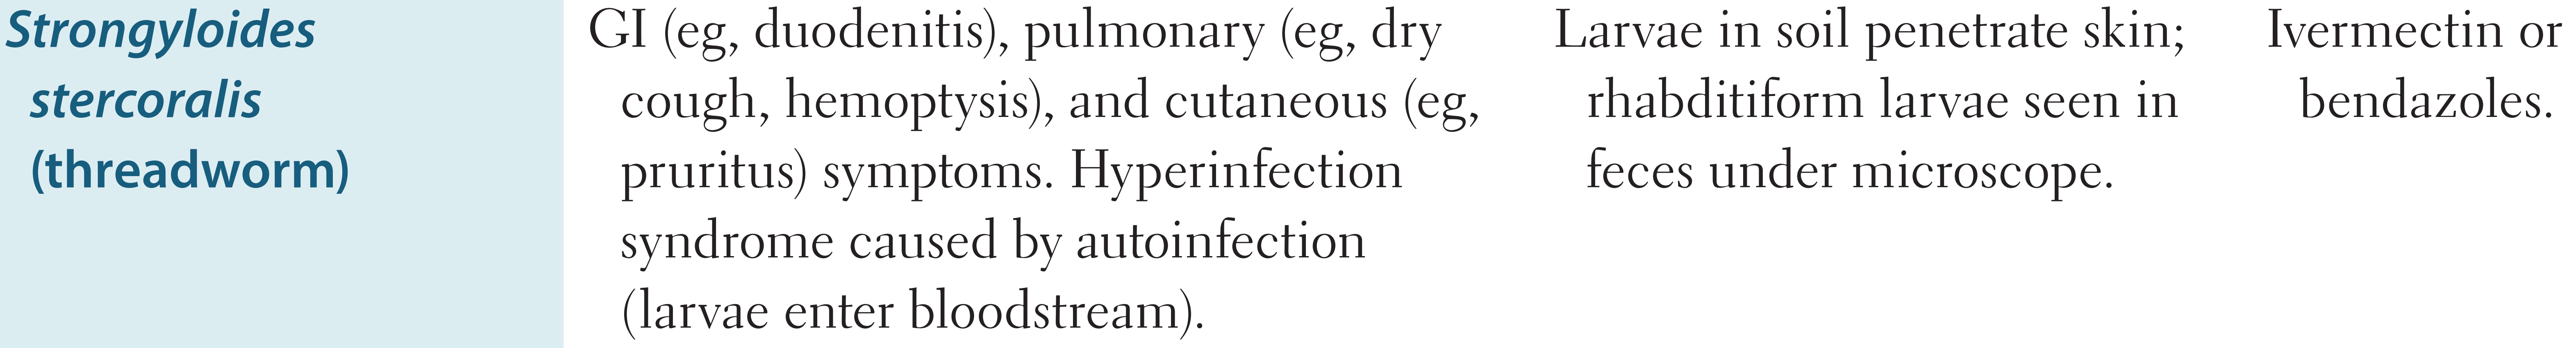 Strongyloides
stercoralis
(threadworm)
GI (eg, duodenitis), pulmonary (eg, dry
cough, hemoptysis), and cutaneous (eg,
pruritus) symptoms. Hyperinfection
syndrome caused by autoinfection
(larvae enter bloodstream).
Larvae in soil penetrate skin;
rhabditiform larvae seen in
feces under microscope.
Ivermectin or
bendazoles.